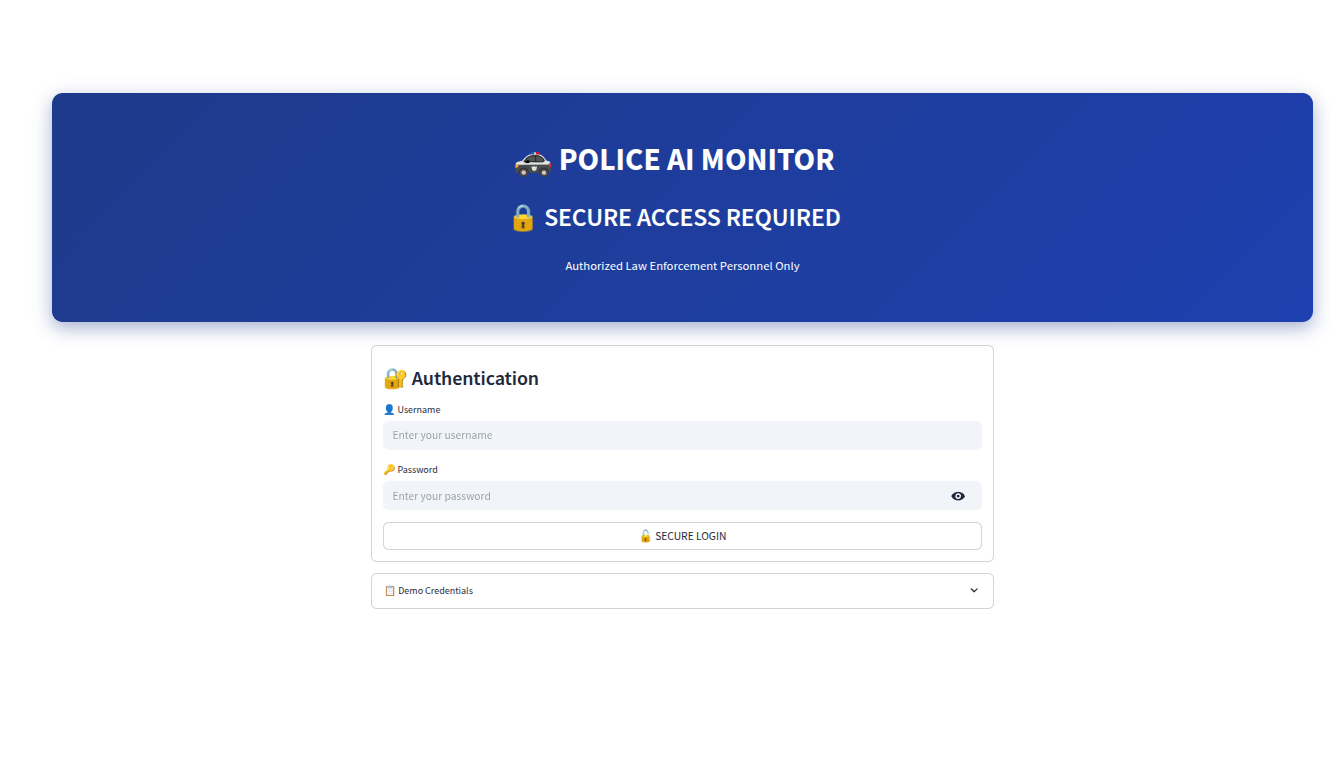 🚓 POLICE AI MONITOR
🔒 SECURE ACCESS REQUIRED
Authorized Law Enforcement Personnel Only
🔐 Authentication
👤 Username
Enter your username
🔑 Password
Enter your password
🔓 SECURE LOGIN
📋 Demo Credentials